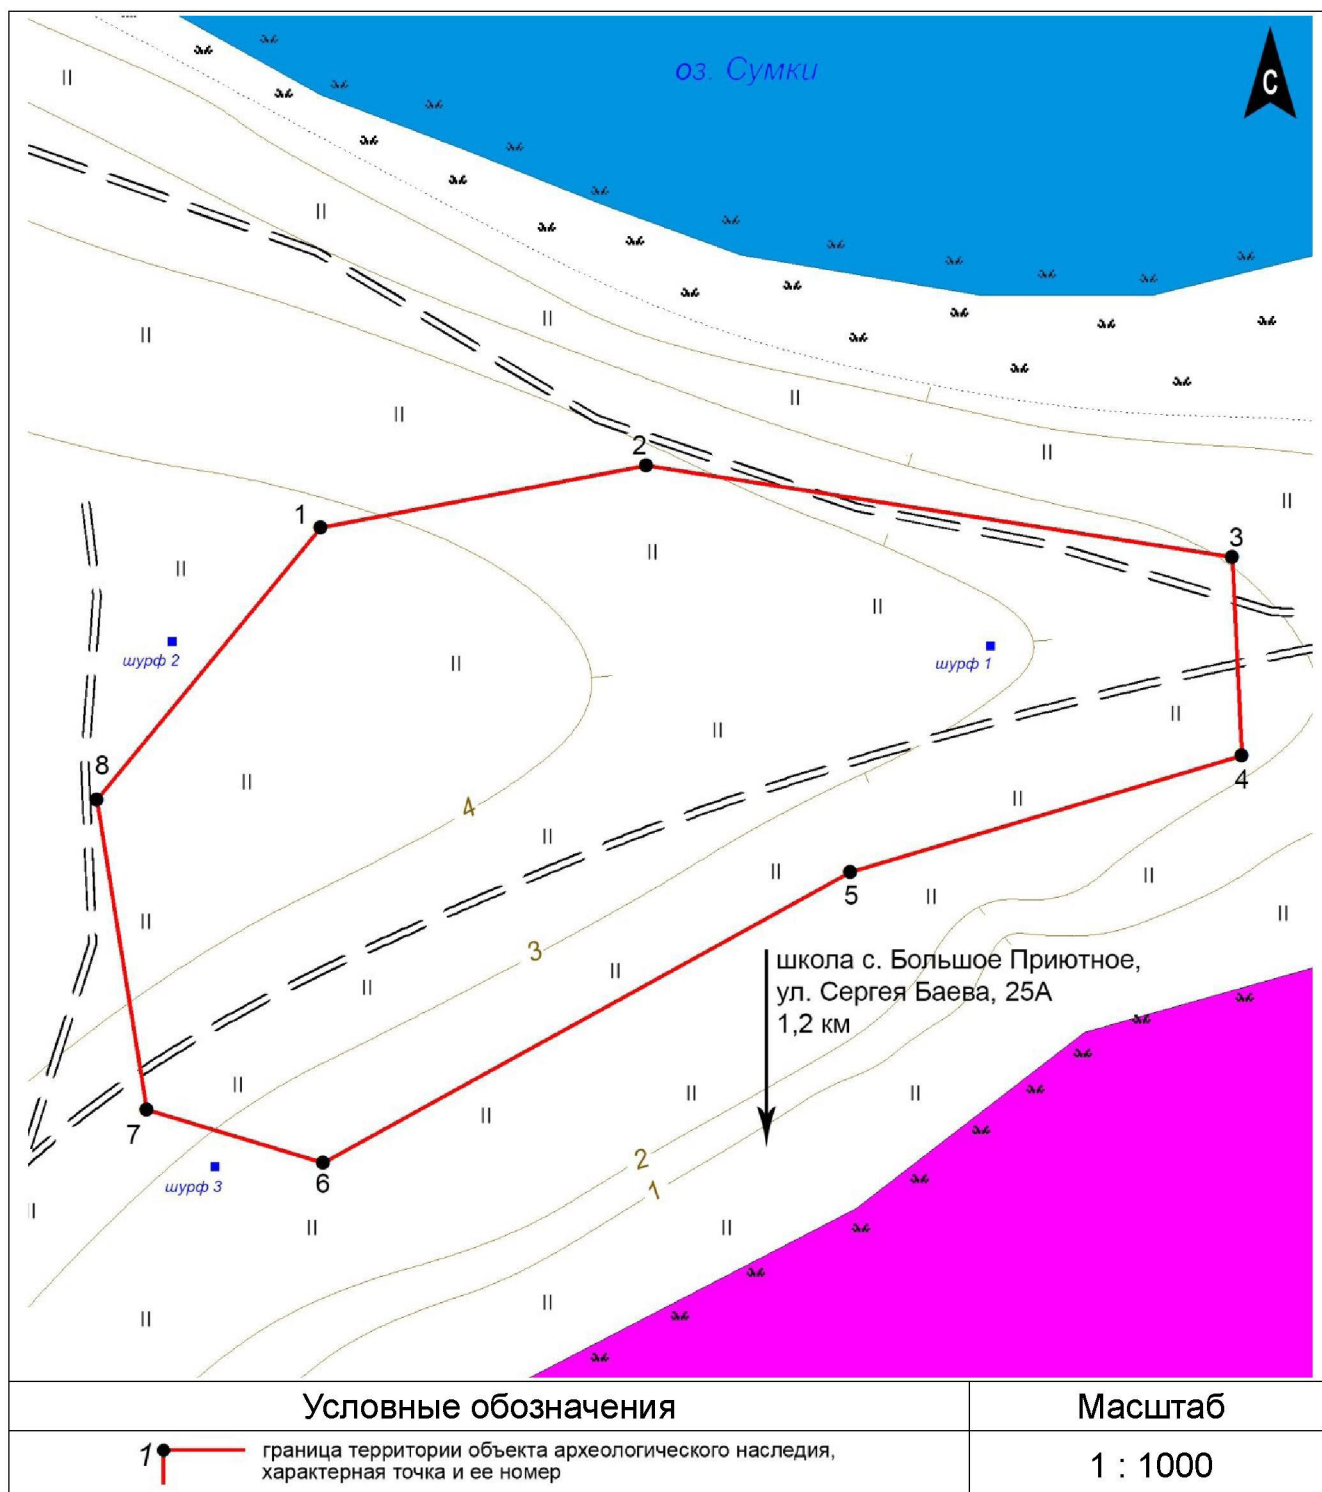 оз. Сумки
С
2
1
3
шурф 2
шурф 1
8
4
4
5
3
школа с. Большое Приютное,
ул. Сергея Баева, 25А
1,2 км
7
6
2
шурф 3
1
Условные обозначения
Масштаб
1
граница территории объекта археологического наследия,
характерная точка и ее номер
1 : 1000